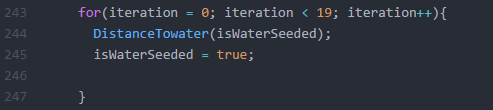 243 for(iteration = 0; iteration < 19; iteration++){
244 DistanceTowater(isWaterSeeded);
245 isWaterSeeded = true;
246
247 }